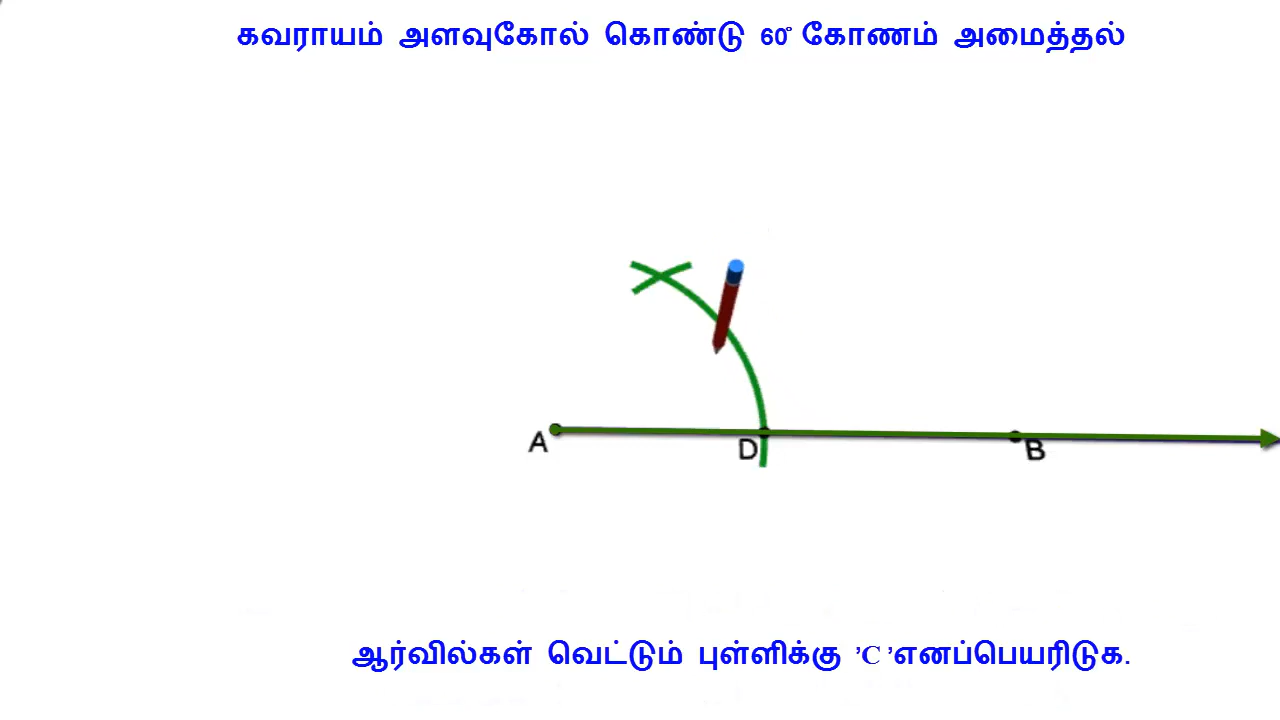 கவராயம் அளவுகோல் கொண்டு 60° கோணம் அமைத்தல்
A D B
ஆர்வில்கள் வெட்டும் புள்ளிக்கு ’C ’எனப்பெயரிடுக.